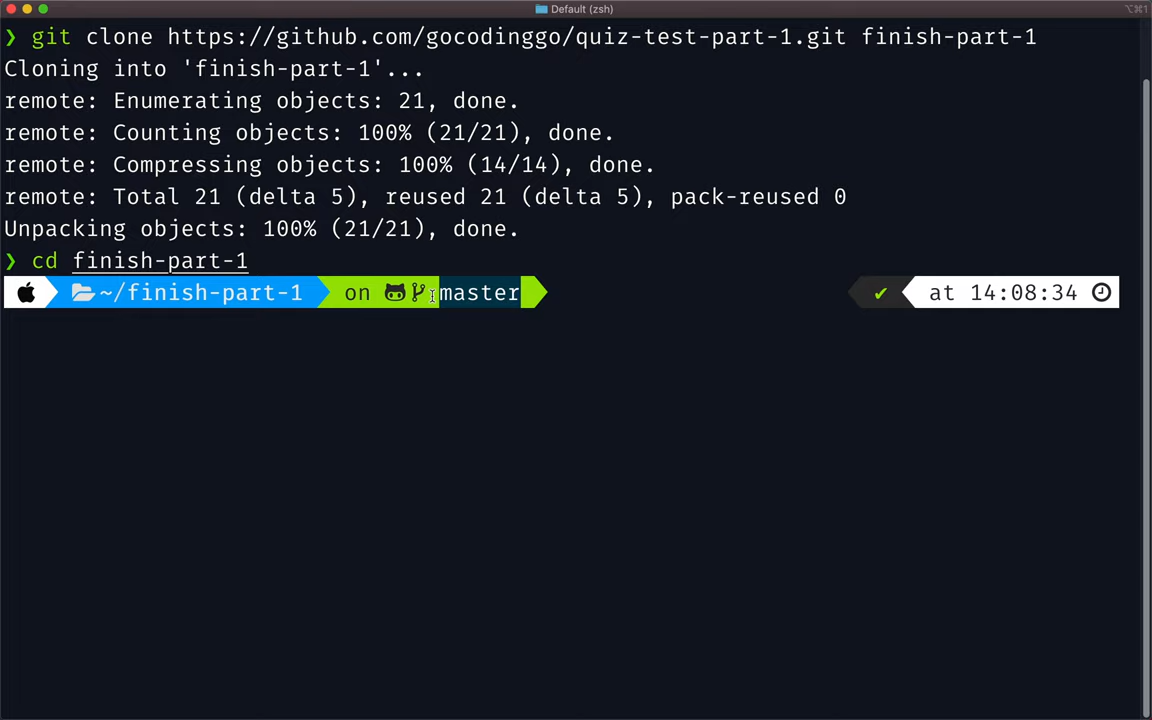 Default (zsh)
⌥⌘1
❯ git clone https://github.com/gocodinggo/quiz-test-part-1.git finish-part-1
Cloning into 'finish-part-1'...
remote: Enumerating objects: 21, done.
remote: Counting objects: 100% (21/21), done.
remote: Compressing objects: 100% (14/14), done.
remote: Total 21 (delta 5), reused 21 (delta 5), pack-reused 0
Unpacking objects: 100% (21/21), done.
❯ cd finish-part-1
~/finish-part-1 on master ✔ at 14:08:34